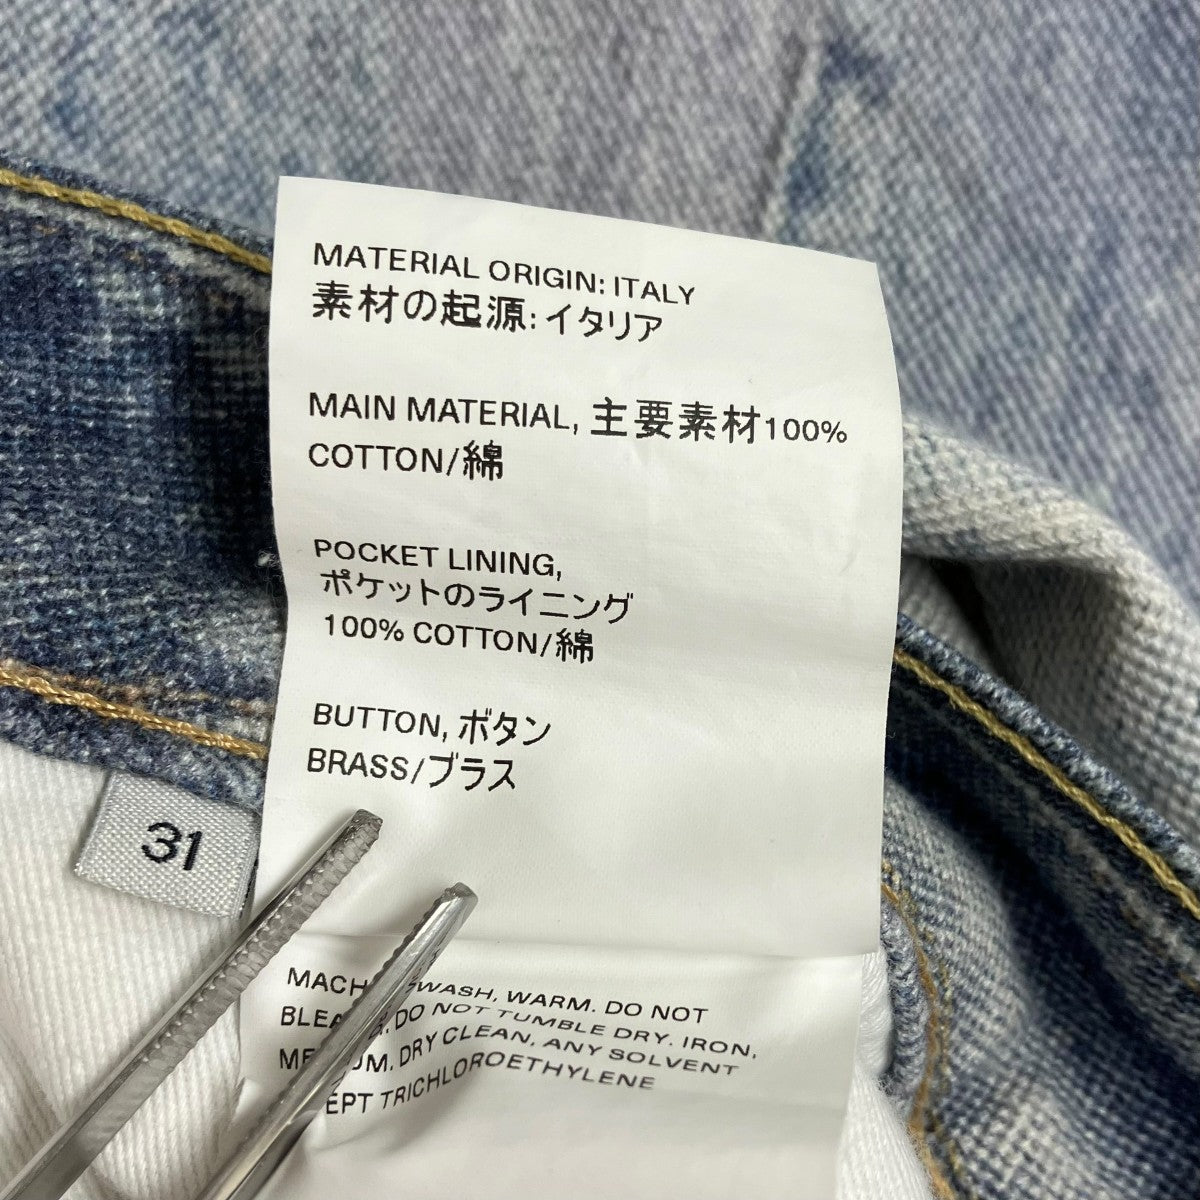 MATERIAL ORIGIN: ITALY
素材の起源: イタリア
MAIN MATERIAL, 主要素材100%
COTTON/綿
POCKET LINING,
ポケットのライニング
100% COTTON/綿
BUTTON, ボタン
BRASS/ブラス
31
WASH, WARM. DO NOT
DO NOT TUMBLE DRY. IRON,
DRY CLEAN, ANY SOLVENT
TRICHLOROETHYLENE